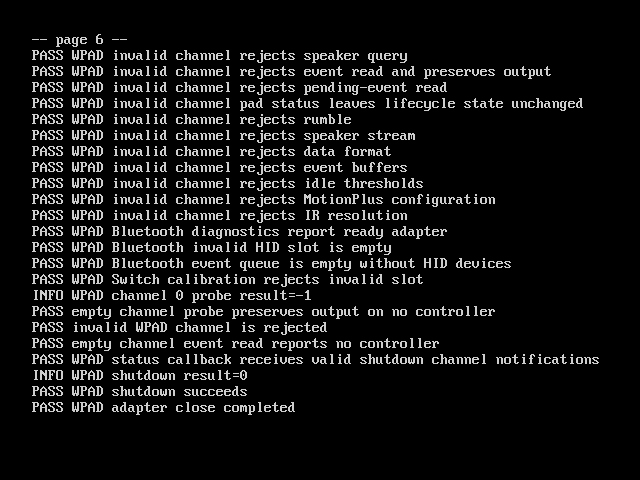 -- page 6 --
PASS WPAD invalid channel rejects speaker query
PASS WPAD invalid channel rejects event read and preserves output
PASS WPAD invalid channel rejects pending-event read
PASS WPAD invalid channel pad status leaves lifecycle state unchanged
PASS WPAD invalid channel rejects rumble
PASS WPAD invalid channel rejects speaker stream
PASS WPAD invalid channel rejects data format
PASS WPAD invalid channel rejects event buffers
PASS WPAD invalid channel rejects idle thresholds
PASS WPAD invalid channel rejects MotionPlus configuration
PASS WPAD invalid channel rejects IR resolution
PASS WPAD Bluetooth diagnostics report ready adapter
PASS WPAD Bluetooth invalid HID slot is empty
PASS WPAD Bluetooth event queue is empty without HID devices
PASS WPAD Switch calibration rejects invalid slot
INFO WPAD channel 0 probe result=-1
PASS empty channel probe preserves output on no controller
PASS invalid WPAD channel is rejected
PASS empty channel event read reports no controller
PASS WPAD status callback receives valid shutdown channel notifications
INFO WPAD shutdown result=0
PASS WPAD shutdown succeeds
PASS WPAD adapter close completed